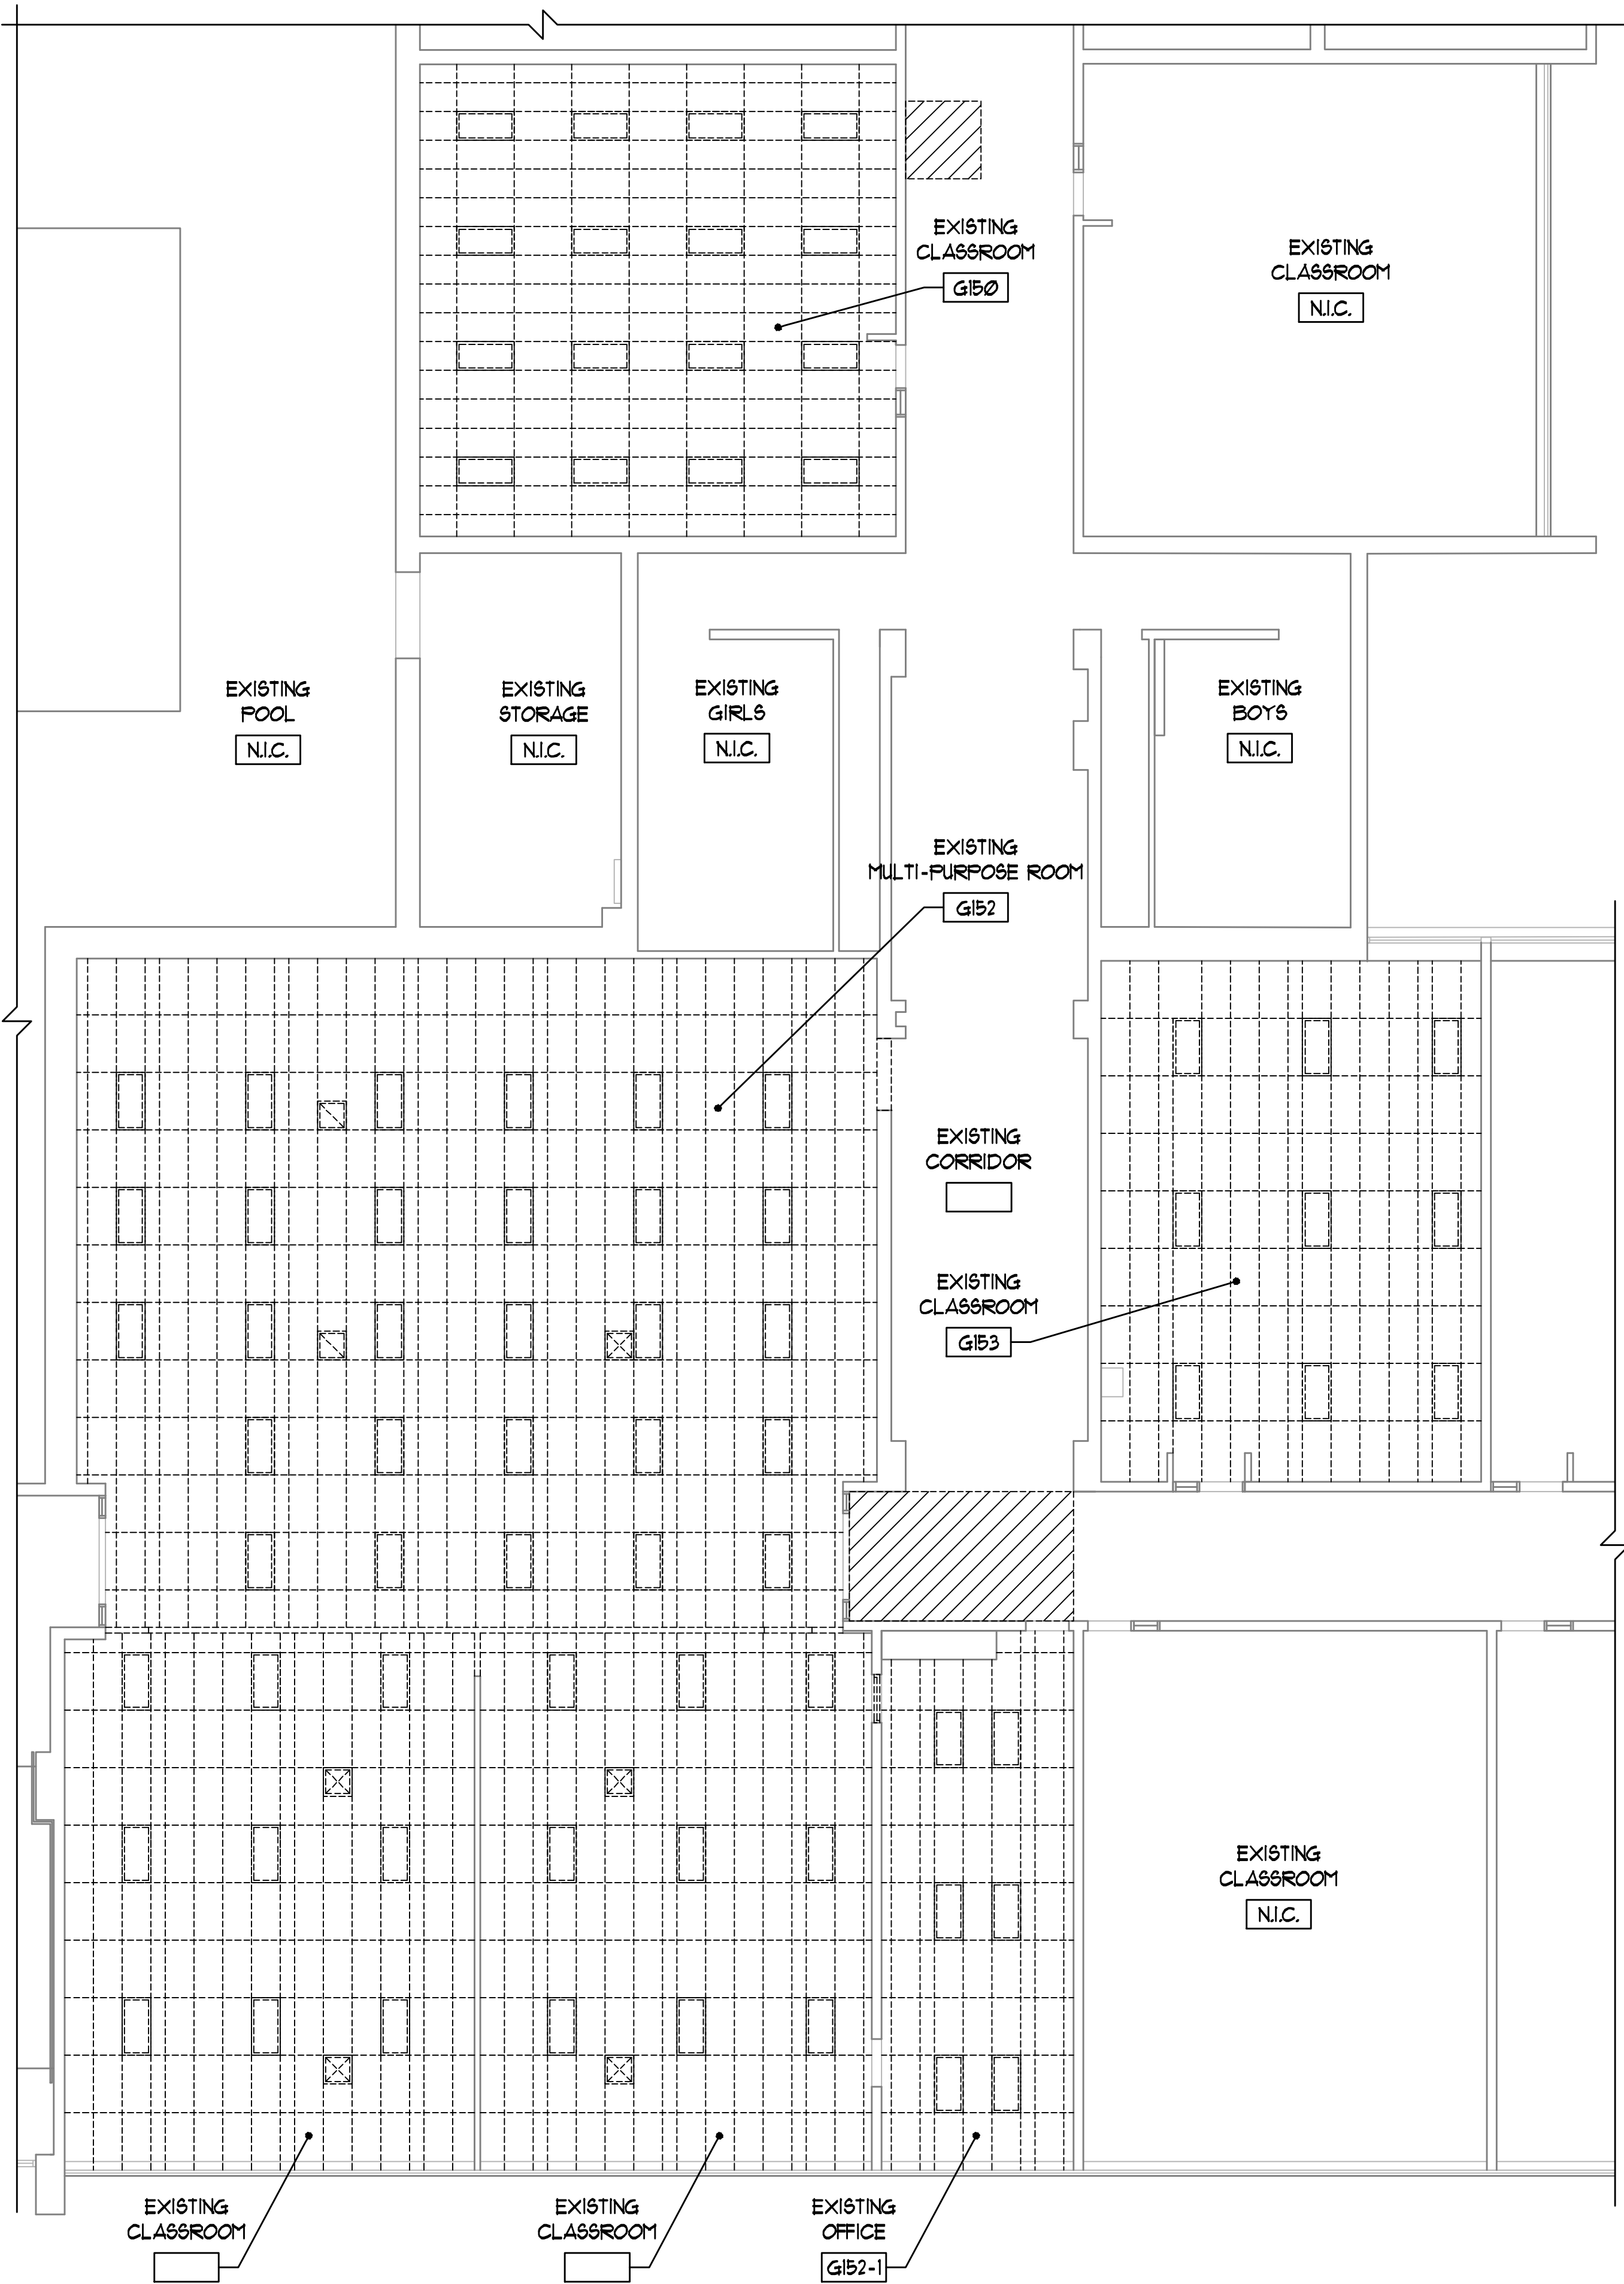 EXISTING
CLASSROOM
G150
EXISTING
CLASSROOM
N.I.C.
EXISTING
POOL
N.I.C.
EXISTING
STORAGE
N.I.C.
EXISTING
GIRLS
N.I.C.
EXISTING
BOYS
N.I.C.
EXISTING
MULTI-PURPOSE ROOM
G152
EXISTING
CORRIDOR
EXISTING
CLASSROOM
G153
EXISTING
CLASSROOM
N.I.C.
EXISTING
CLASSROOM
EXISTING
CLASSROOM
EXISTING
OFFICE
G152-1